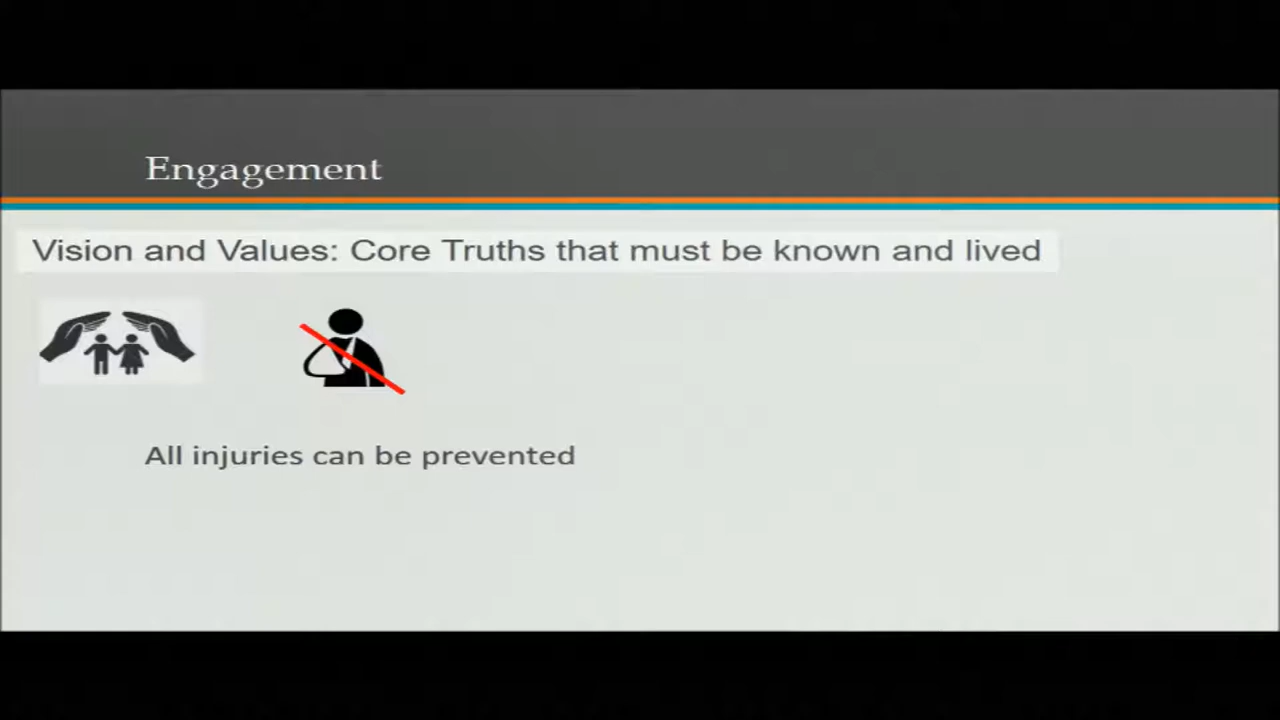 Engagement
Vision and Values: Core Truths that must be known and lived
All injuries can be prevented